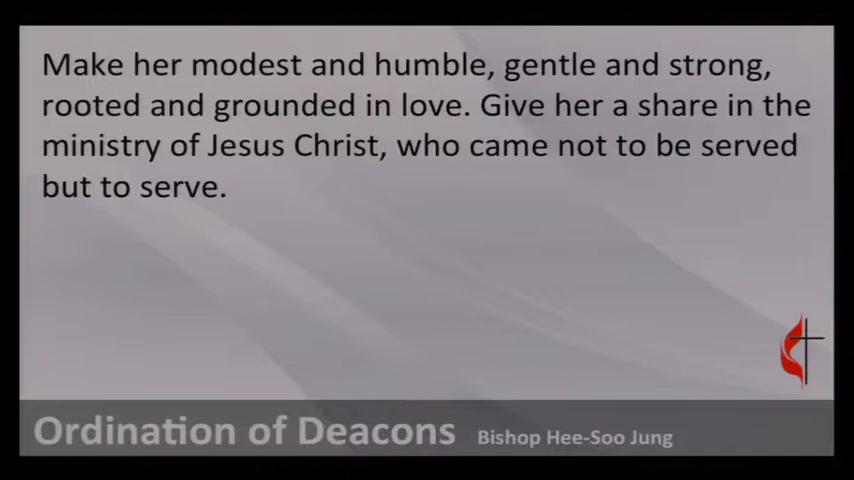 Make her modest and humble, gentle and strong,
rooted and grounded in love. Give her a share in the
ministry of Jesus Christ, who came not to be served
but to serve.
Ordination of Deacons Bishop Hee-Soo Jung